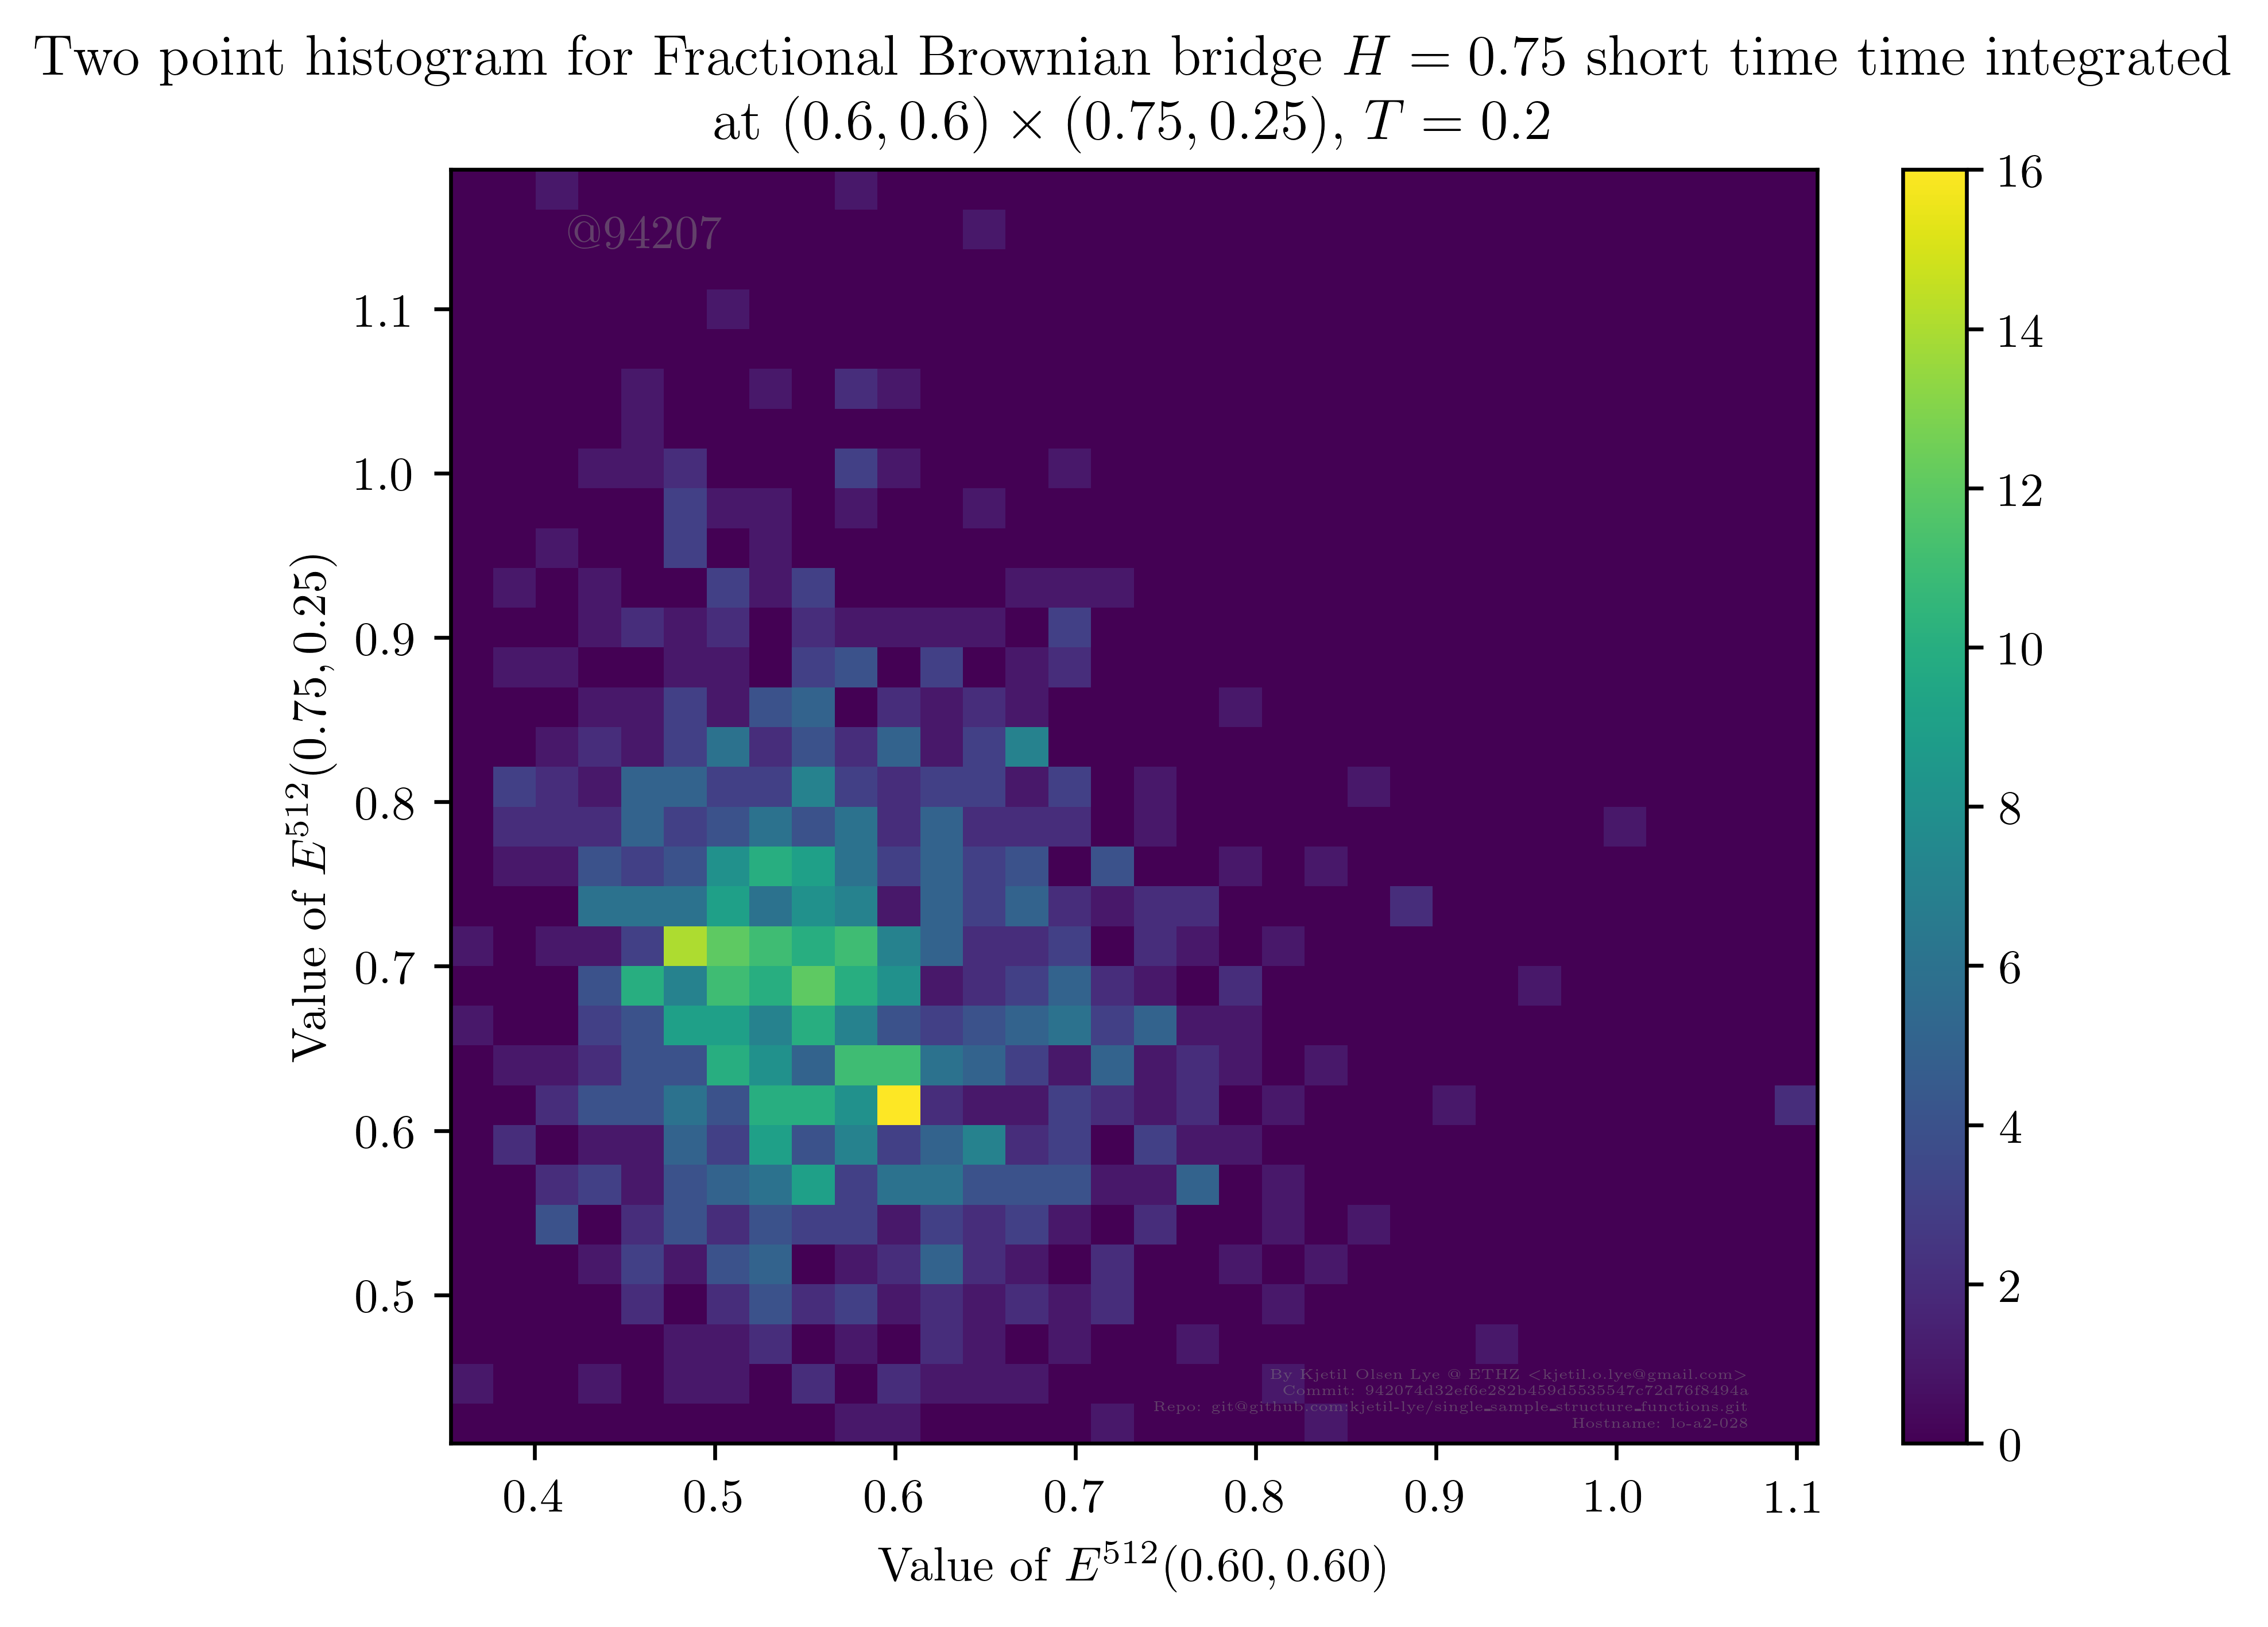 Two point histogram for Fractional Brownian bridge H = 0.75 short time time integrated
at (0.6, 0.6) × (0.75, 0.25), T = 0.2
@94207
16
14
12
10
8
6
4
2
0
1.1
1.0
0.9
0.8
0.7
0.6
0.5
Value of E^512(0.75, 0.25)
By Kjetil Olsen Lye @ ETHZ <kjetil.o.lye@gmail.com>
Commit: 942074d32ef6e282b459d5535547c72d76f8494a
Repo: git@github.com:kjetil-lye/single_sample_structure_functions.git
Hostname: lo-a2-028
0.4 0.5 0.6 0.7 0.8 0.9 1.0 1.1
Value of E^512(0.60, 0.60)